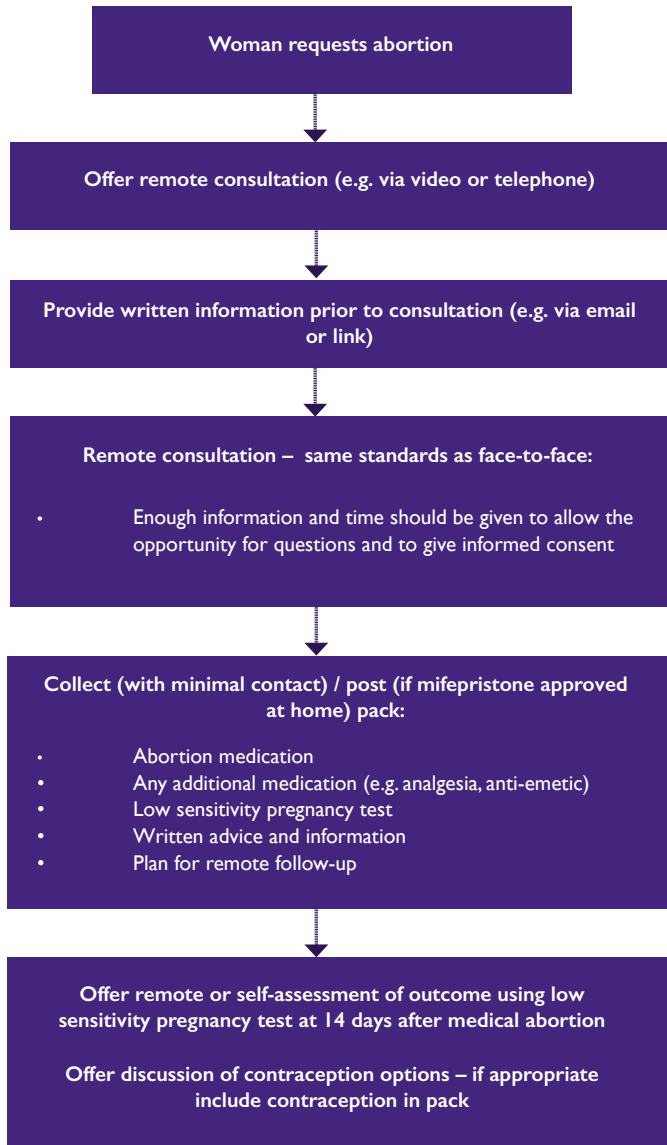 Woman requests abortion
Offer remote consultation (e.g. via video or telephone)
Provide written information prior to consultation (e.g. via email
or link)
Remote consultation – same standards as face-to-face:
• Enough information and time should be given to allow the
opportunity for questions and to give informed consent
Collect (with minimal contact) / post (if mifepristone approved
at home) pack:
• Abortion medication
• Any additional medication (e.g. analgesia, anti-emetic)
• Low sensitivity pregnancy test
• Written advice and information
• Plan for remote follow-up
Offer remote or self-assessment of outcome using low
sensitivity pregnancy test at 14 days after medical abortion
Offer discussion of contraception options – if appropriate
include contraception in pack